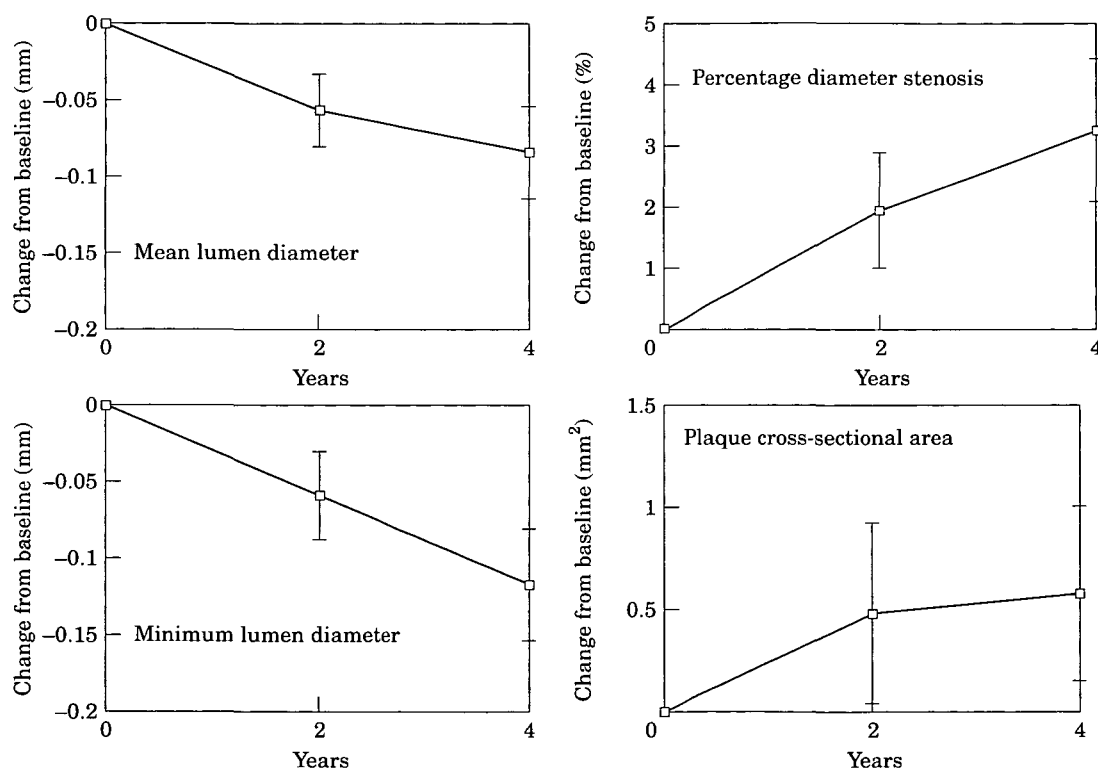 Change from baseline (mm)
0
−0.05
−0.1
−0.15
−0.2
Mean lumen diameter
0
2
4
Years
Change from baseline (%)
5
4
3
2
1
Percentage diameter stenosis
0
2
4
Years
Change from baseline (mm)
0
−0.05
−0.1
−0.15
−0.2
Minimum lumen diameter
0
2
4
Years
Change from baseline (mm²)
1.5
1
0.5
Plaque cross-sectional area
0
2
4
Years